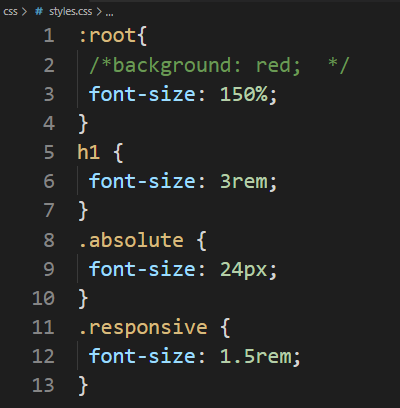 css > # styles.css > ...
1 :root{
2 /*background: red;  */
3 font-size: 150%;
4 }
5 h1 {
6 font-size: 3rem;
7 }
8 .absolute {
9 font-size: 24px;
10 }
11 .responsive {
12 font-size: 1.5rem;
13 }